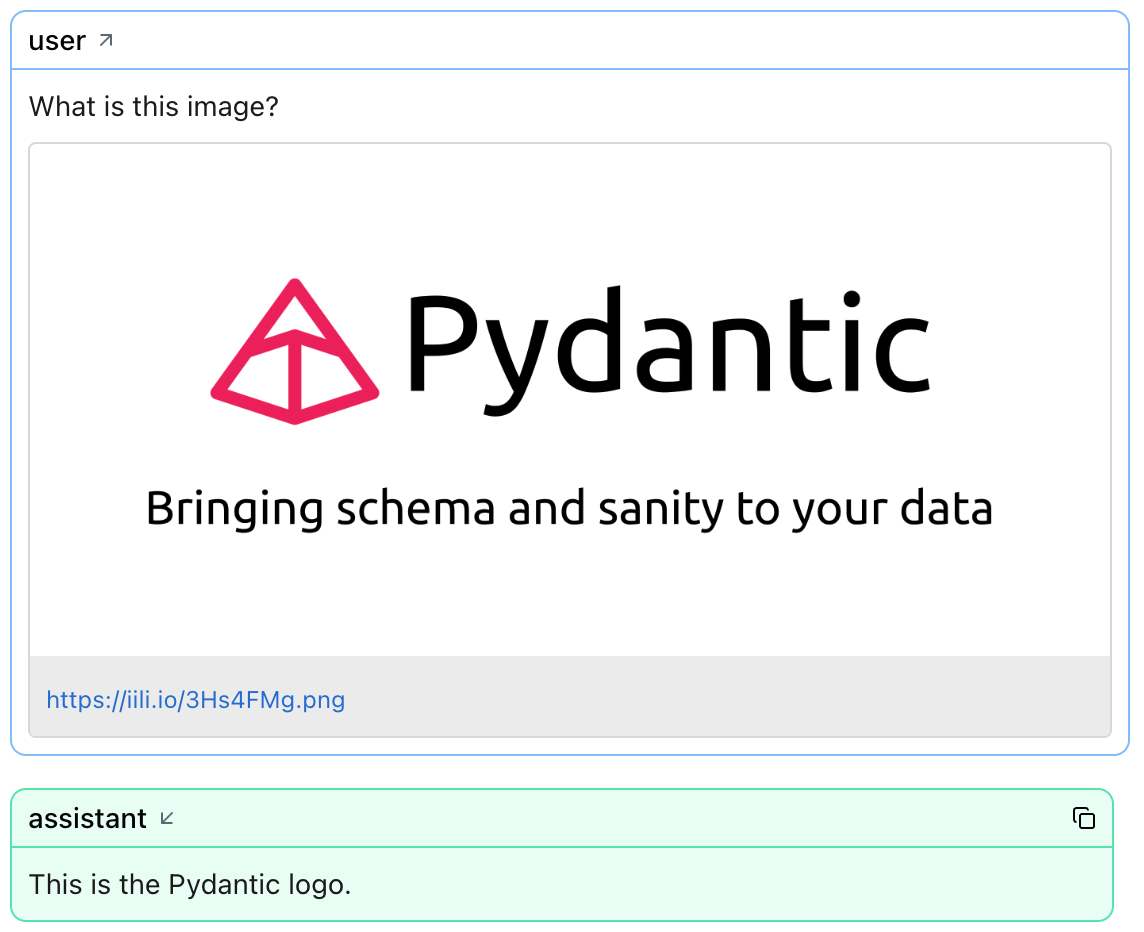 user
What is this image?
Pydantic
Bringing schema and sanity to your data
https://iili.io/3Hs4FMg.png
assistant
This is the Pydantic logo.